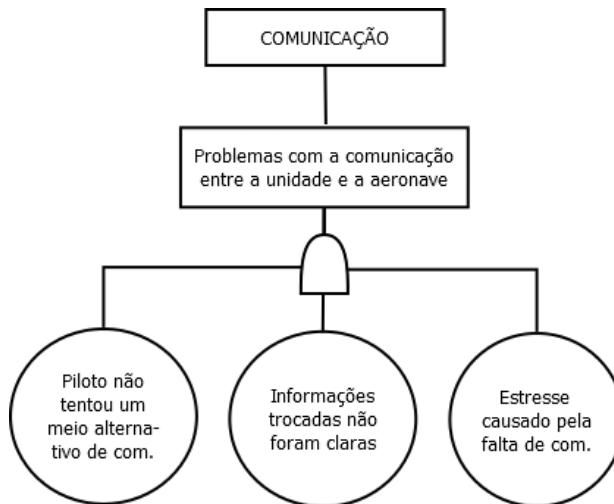 COMUNICAÇÃO
Problemas com a comunicação
entre a unidade e a aeronave
Piloto não
tentou um
meio alterna-
tivo de com.
Informações
trocadas não
foram claras
Estresse
causado pela
falta de com.